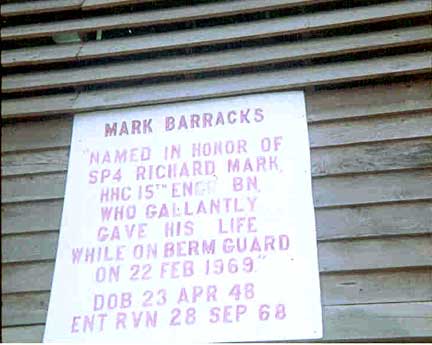 MARK BARRACKS
"NAMED IN HONOR OF
SP4 RICHARD MARK,
HHC 15TH ENGR BN,
WHO GALLANTLY
GAVE HIS LIFE
WHILE ON BERM GUARD
ON 22 FEB 1969."
DOB 23 APR 48
ENT RVN 28 SEP 68